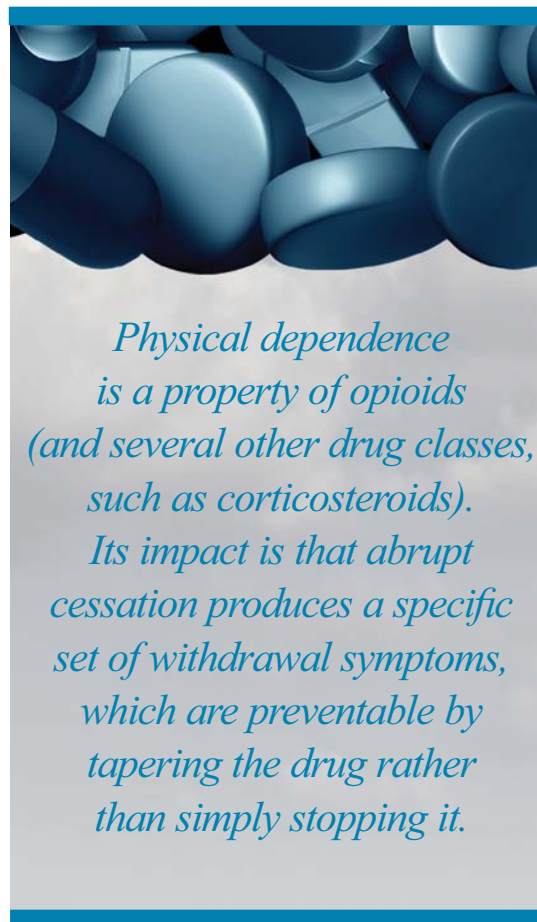 Physical dependence
is a property of opioids
(and several other drug classes,
such as corticosteroids).
Its impact is that abrupt
cessation produces a specific
set of withdrawal symptoms,
which are preventable by
tapering the drug rather
than simply stopping it.